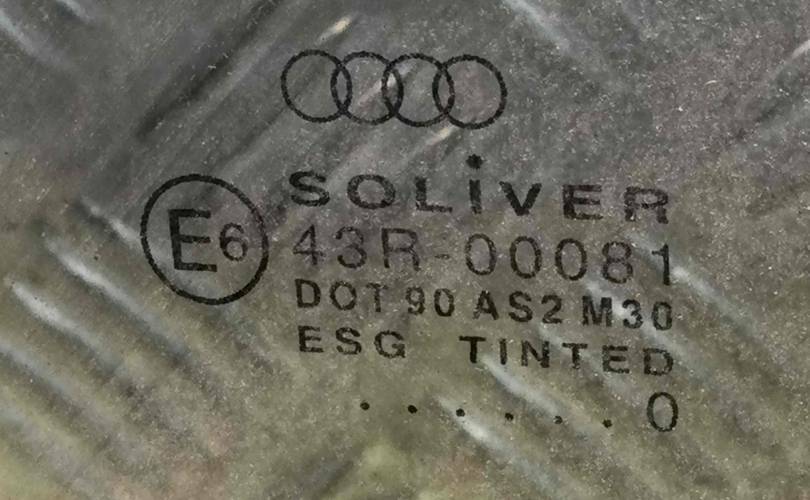 SOLiVER
E6 43R-00081
DOT 90 AS2 M30
ESG TINTED
. . . . . . 0